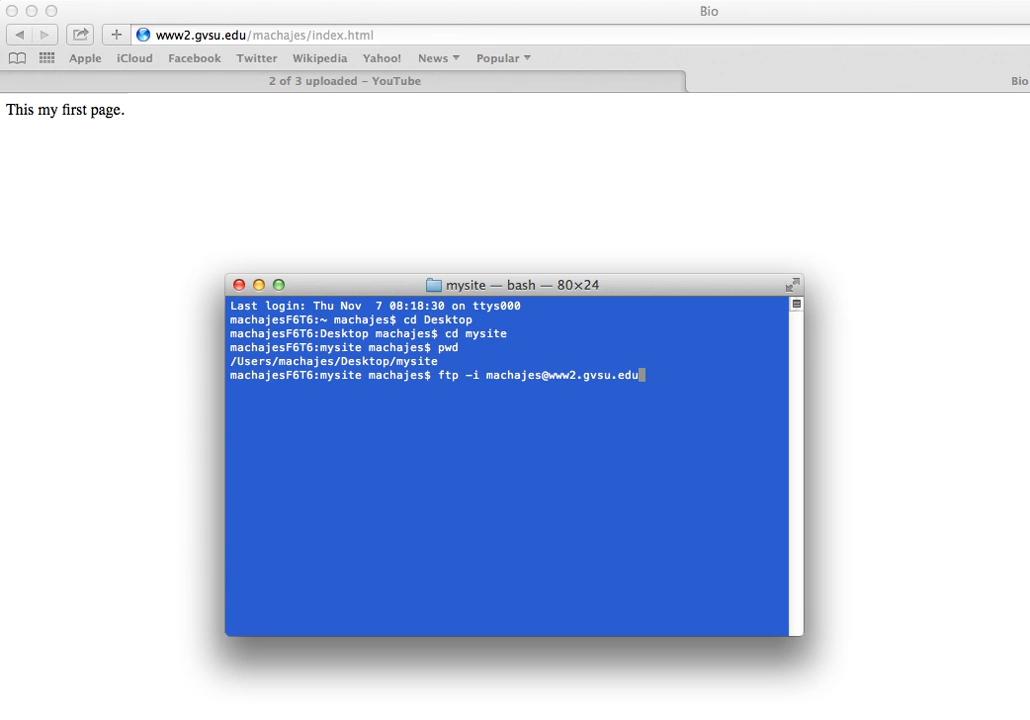 Bio
www2.gvsu.edu/machajes/index.html
Apple iCloud Facebook Twitter Wikipedia Yahoo! News Popular
2 of 3 uploaded – YouTube
Bio
This my first page.
mysite — bash — 80×24
Last login: Thu Nov  7 08:18:30 on ttys000
machajesF6T6:~ machajes$ cd Desktop
machajesF6T6:Desktop machajes$ cd mysite
machajesF6T6:mysite machajes$ pwd
/Users/machajes/Desktop/mysite
machajesF6T6:mysite machajes$ ftp -i machajes@www2.gvsu.edu